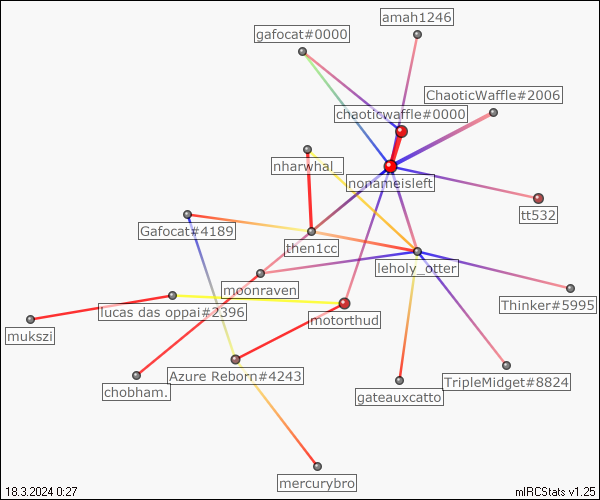 amah1246
gafocat#0000
ChaoticWaffle#2006
chaoticwaffle#0000
nharwhal_
nonameisleft
tt532
Gafocat#4189
then1cc
leholy_otter
moonraven
Thinker#5995
lucas das oppai#2396
motorthud
mukszi
Azure Reborn#4243
TripleMidget#8824
chobham.
gateauxcatto
mercurybro
18.3.2024 0:27
mIRCStats v1.25